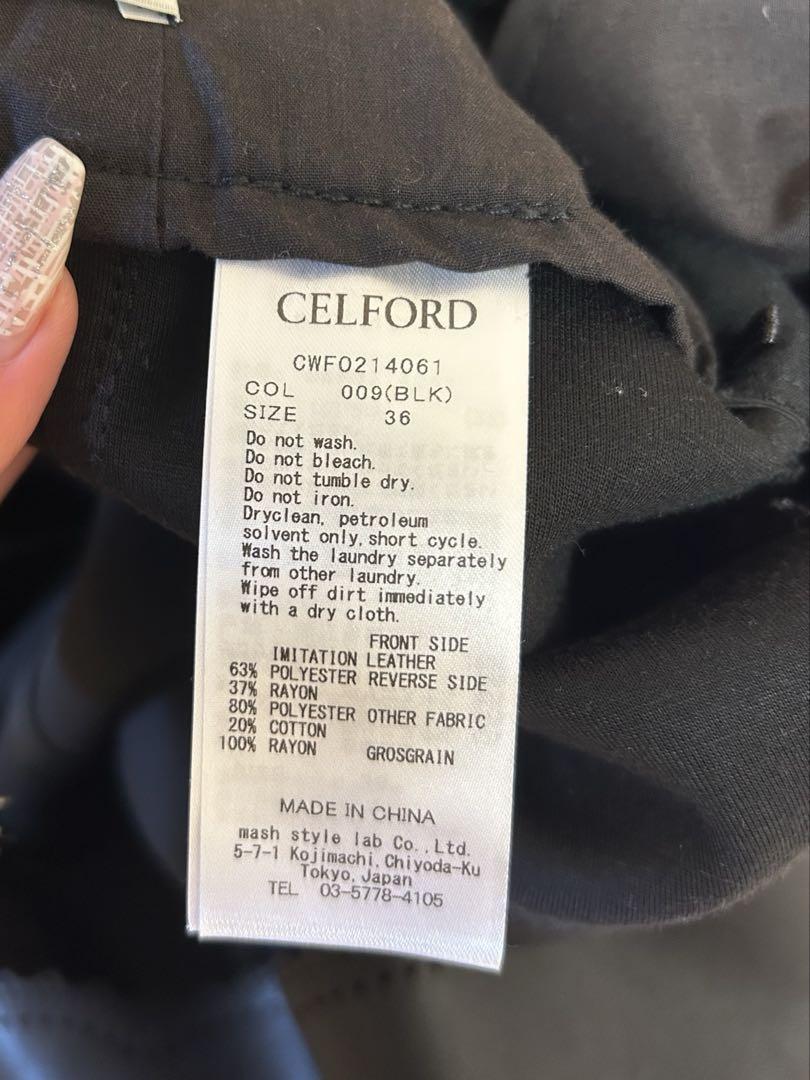 CELFORD
CWF0214061
COL 009(BLK)
SIZE 36
Do not wash.
Do not bleach.
Do not tumble dry.
Do not iron.
Dryclean, petroleum
solvent only, short cycle.
Wash the laundry separately
from other laundry.
Wipe off dirt immediately
with a dry cloth.
FRONT SIDE
IMITATION LEATHER
63% POLYESTER REVERSE SIDE
37% RAYON
80% POLYESTER OTHER FABRIC
20% COTTON
100% RAYON GROSGRAIN
MADE IN CHINA
mash style lab Co., Ltd.
5-7-1 Kojimachi, Chiyoda-Ku
Tokyo, Japan
TEL 03-5778-4105